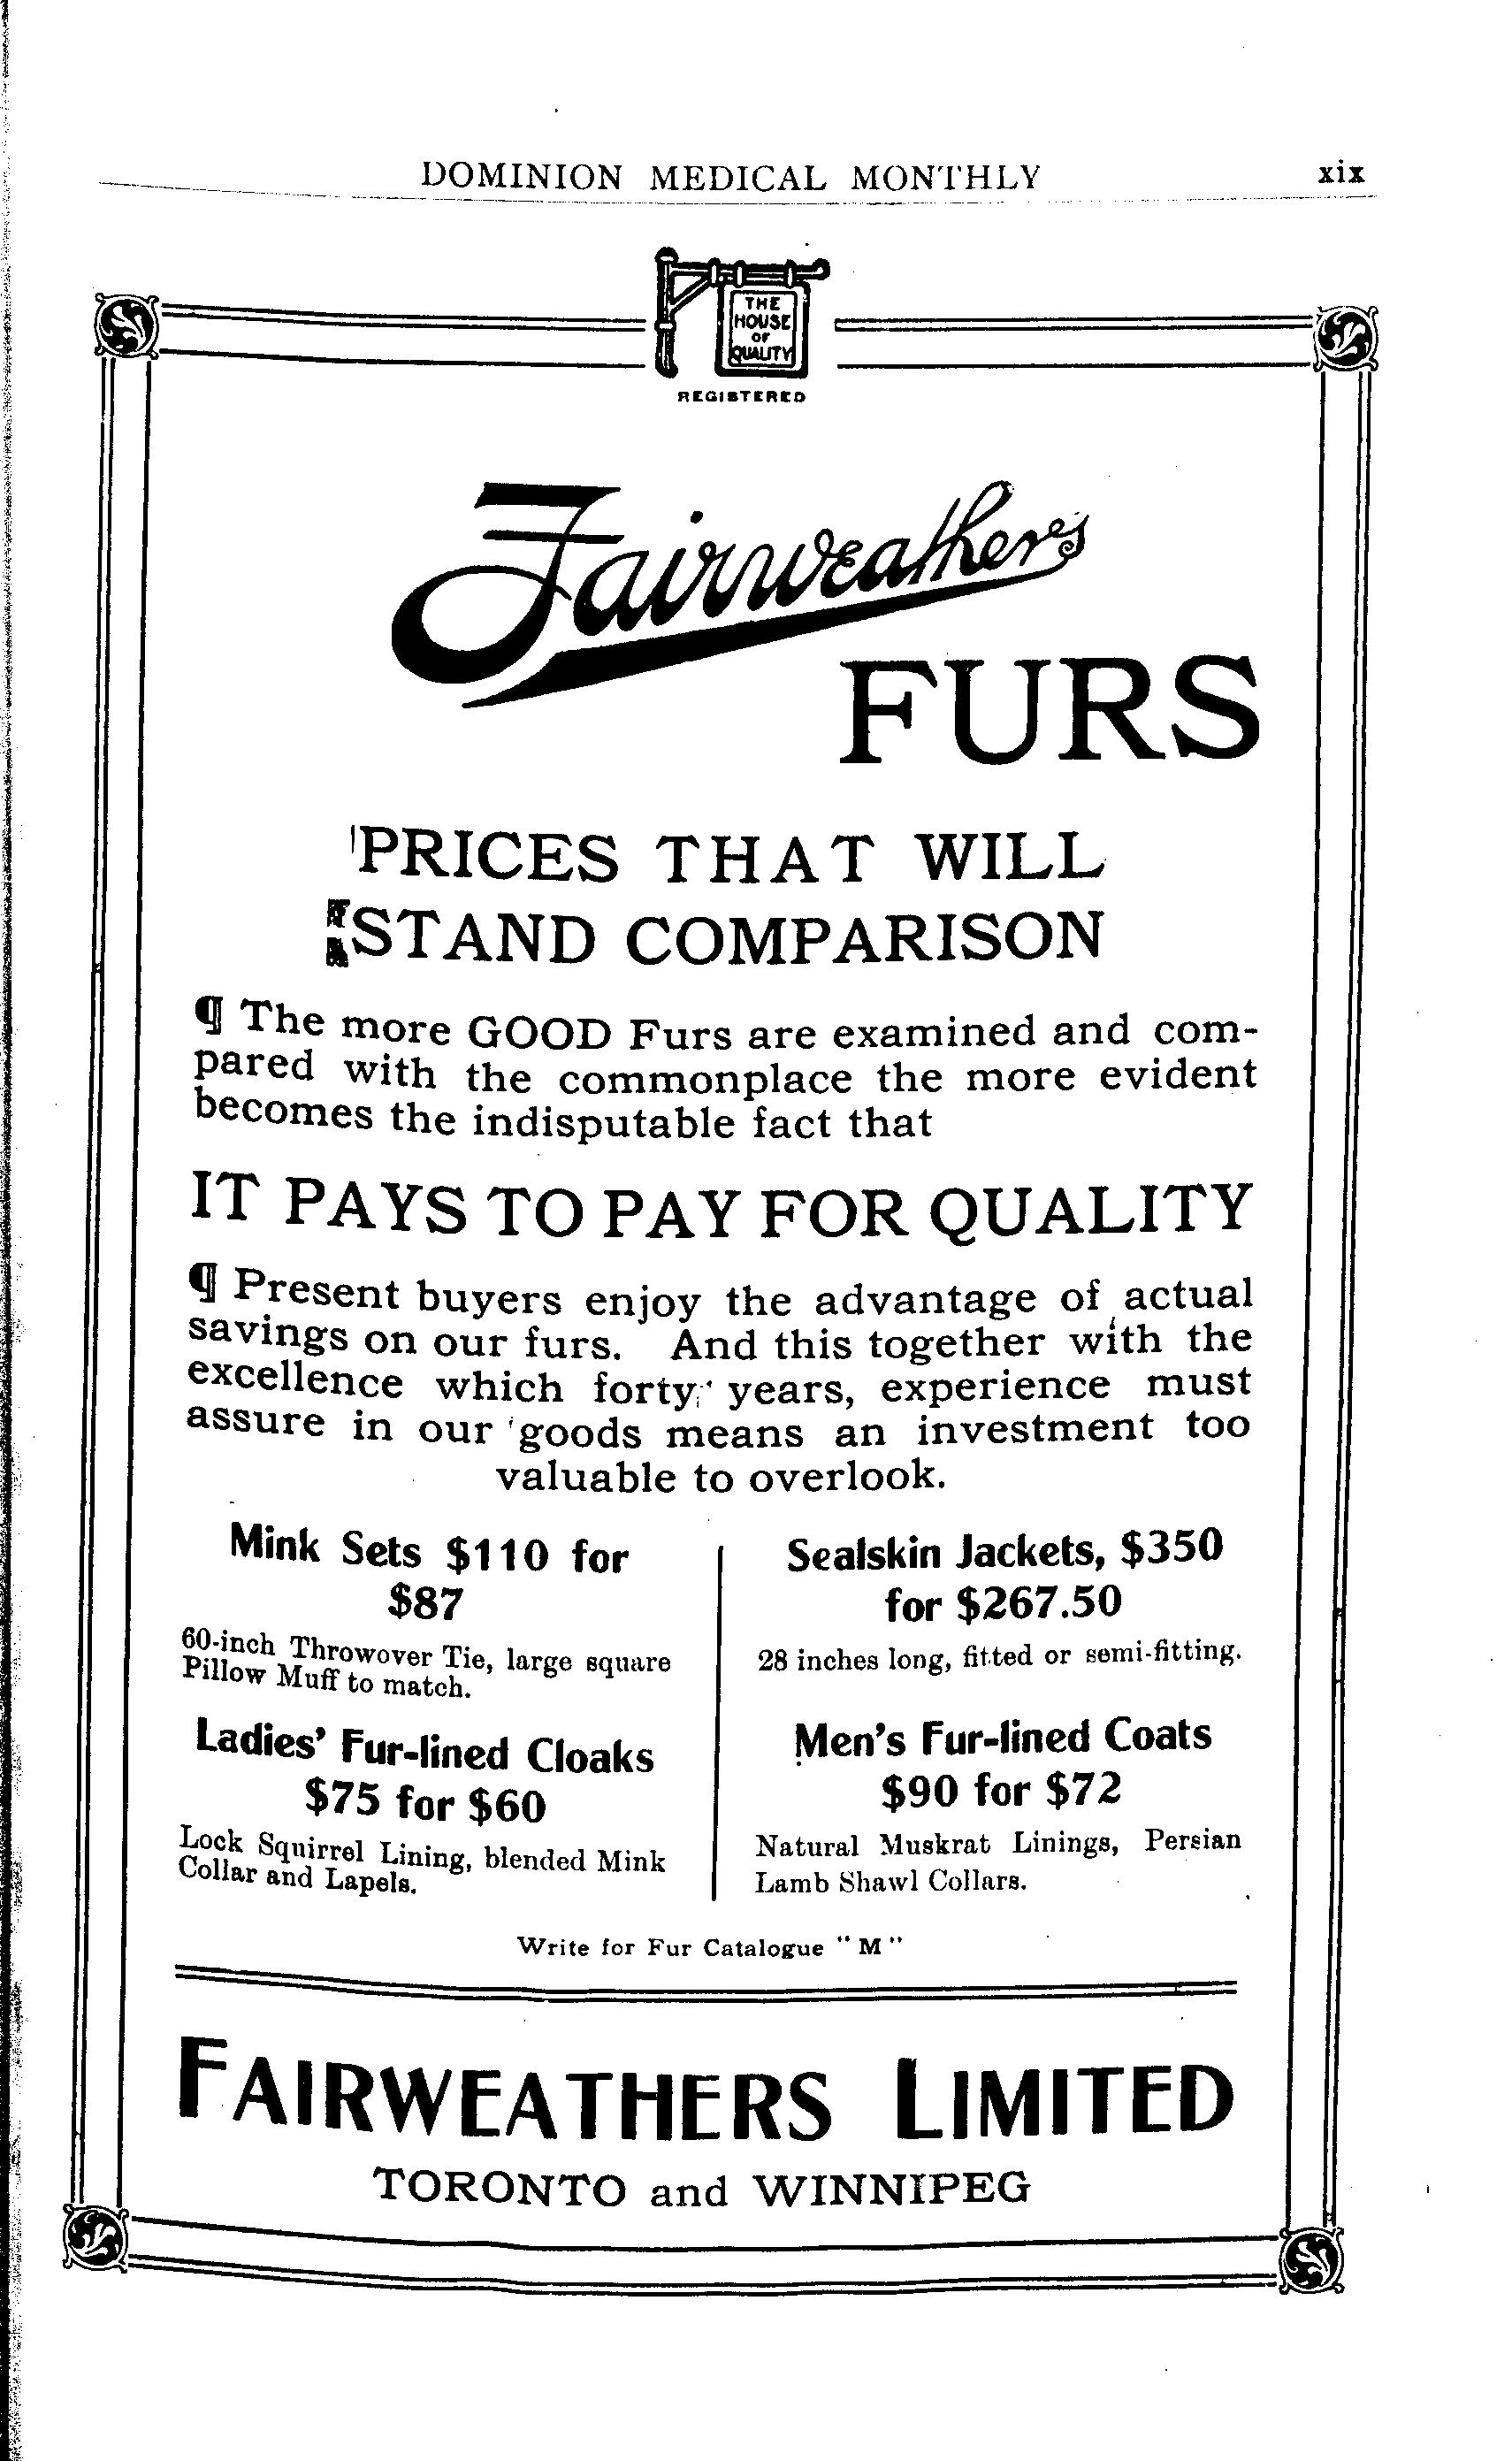 DOMINION MEDICAL MONTHLY xix
THE
HOUSE
OF
QUALITY
REGISTERED
Fairweathers
FURS
PRICES THAT WILL
STAND COMPARISON
¶ The more GOOD Furs are examined and com-
pared with the commonplace the more evident
becomes the indisputable fact that
IT PAYS TO PAY FOR QUALITY
¶ Present buyers enjoy the advantage of actual
savings on our furs. And this together with the
excellence which forty years, experience must
assure in our goods means an investment too
valuable to overlook.
Mink Sets $110 for
$87
60-inch Throwover Tie, large square
Pillow Muff to match.
Ladies' Fur-lined Cloaks
$75 for $60
Lock Squirrel Lining, blended Mink
Collar and Lapels.
Sealskin Jackets, $350
for $267.50
28 inches long, fitted or semi-fitting.
Men's Fur-lined Coats
$90 for $72
Natural Muskrat Linings, Persian
Lamb Shawl Collars.
Write for Fur Catalogue "M"
FAIRWEATHERS LIMITED
TORONTO and WINNIPEG